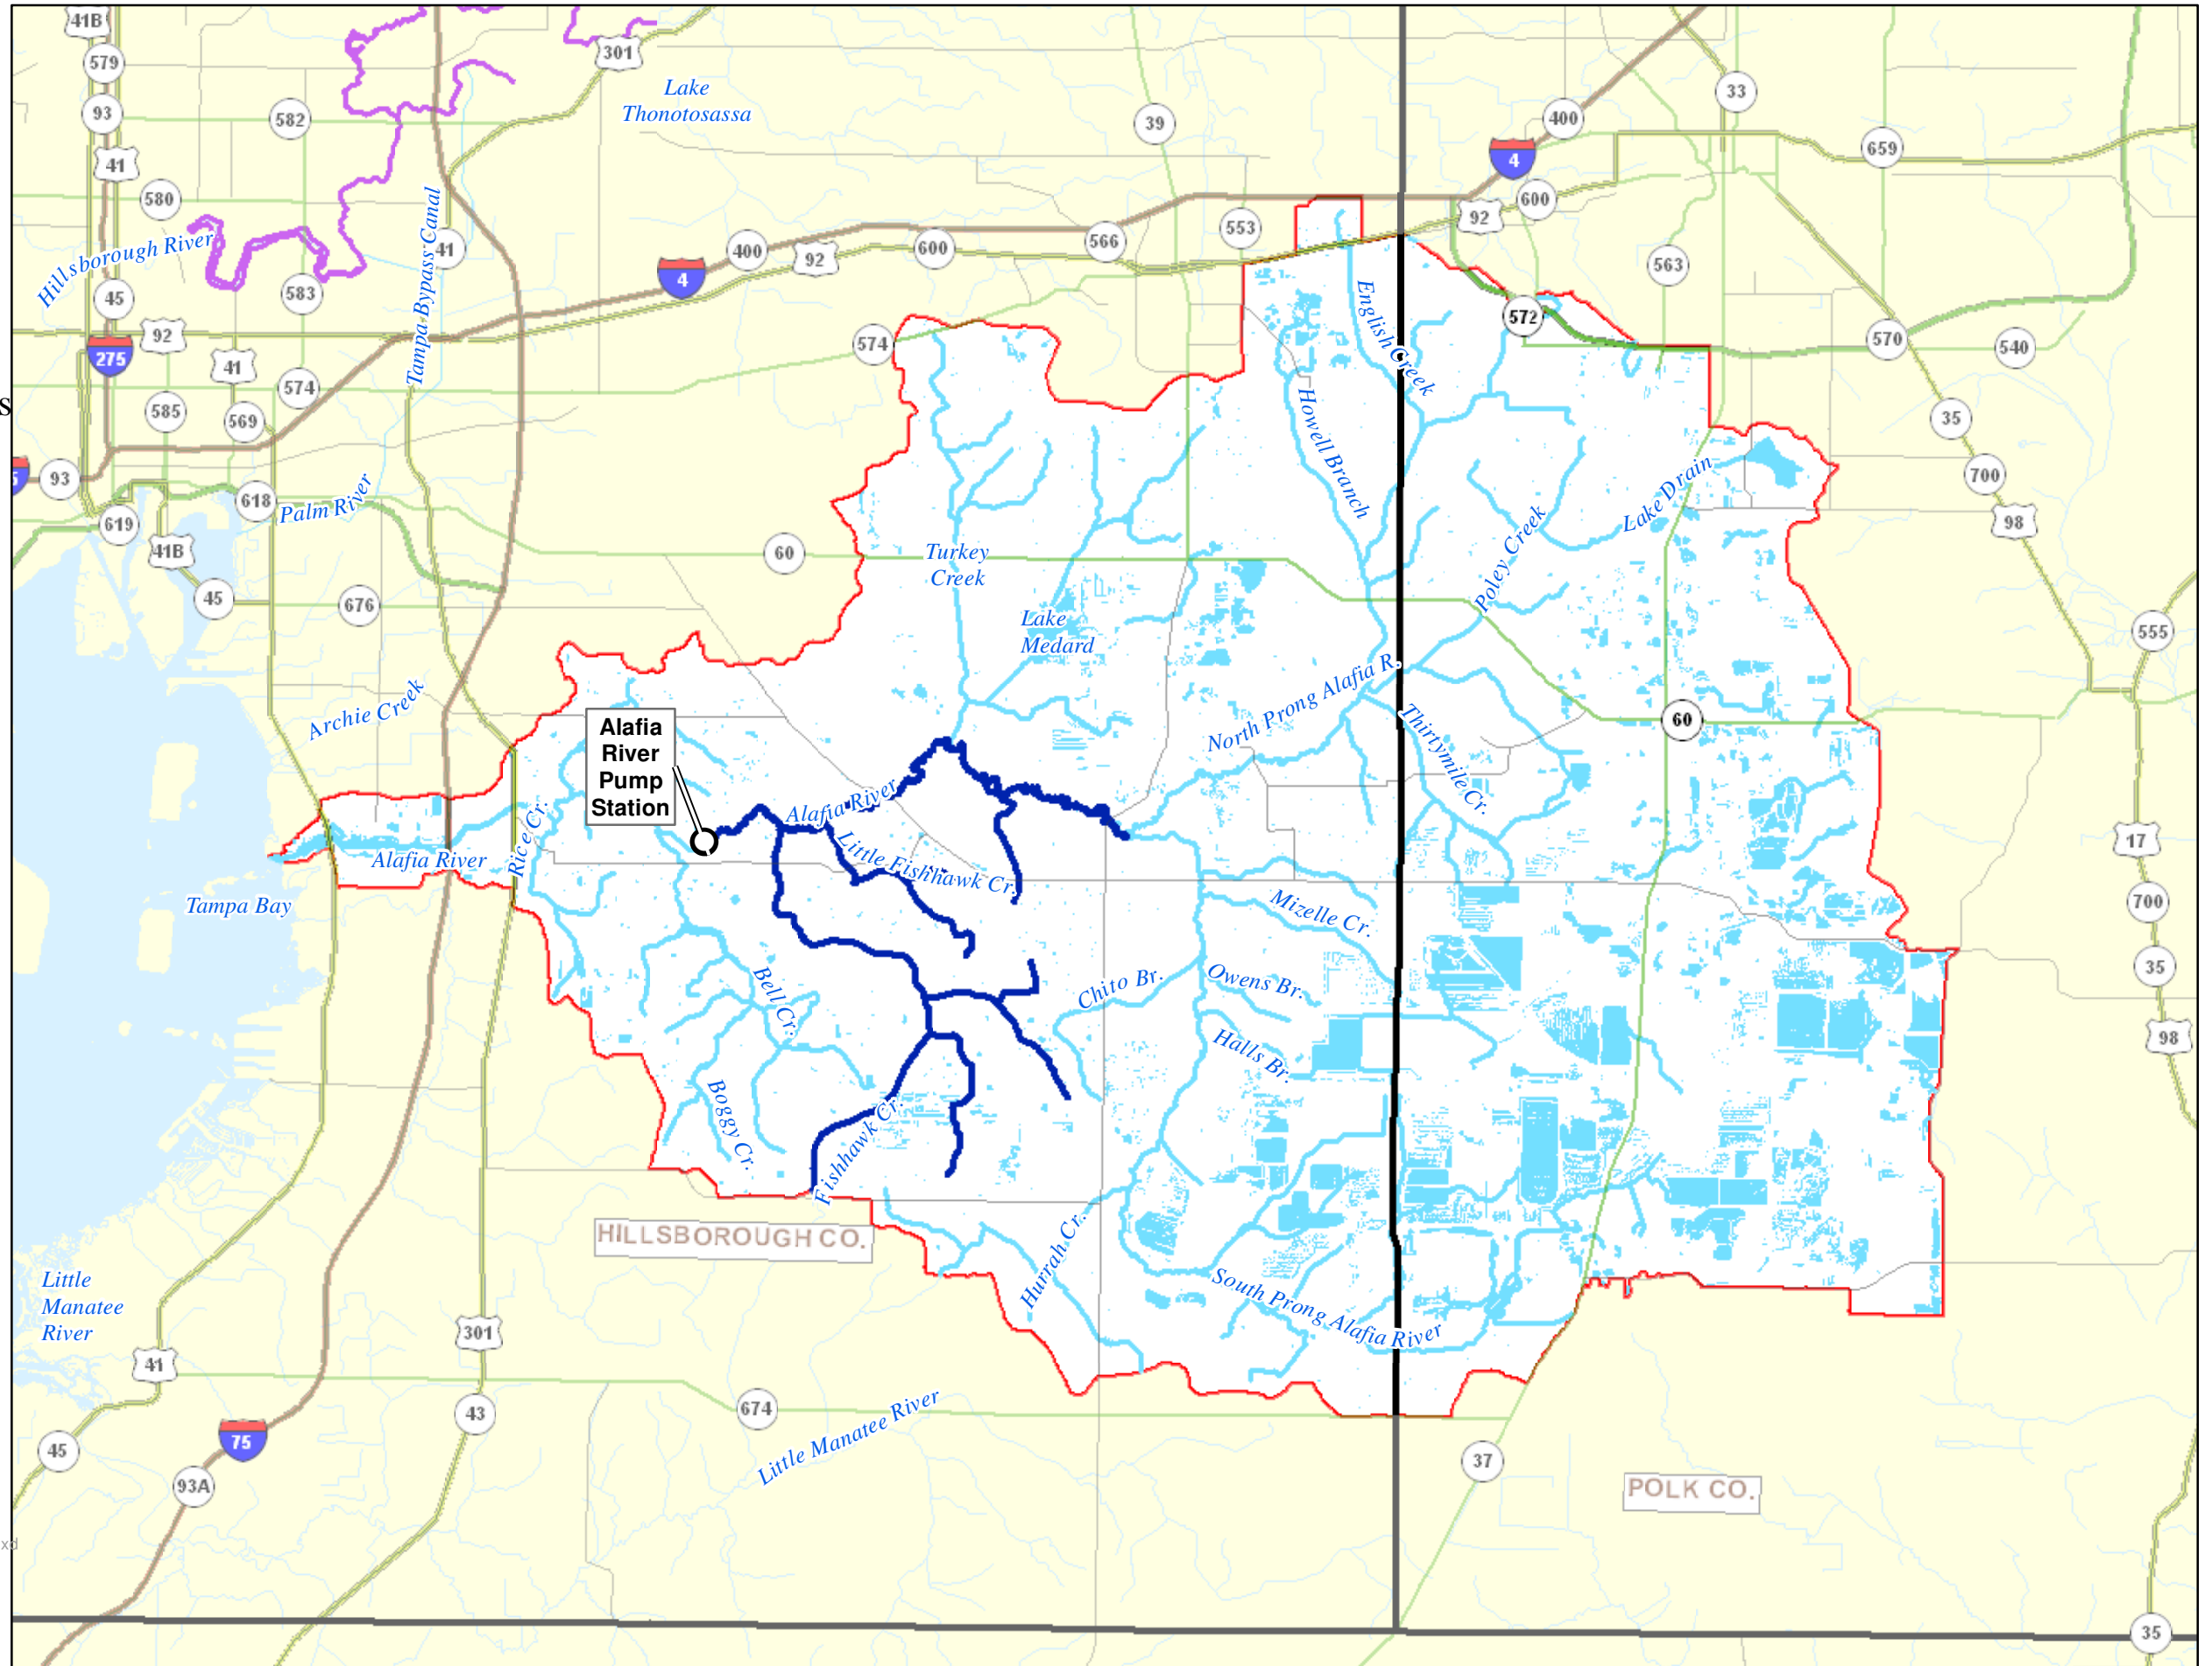 41B
579
301
Lake
Thonotosassa
33
93
582
39
400
659
41
4
580
600
92
Hillsborough River
Tampa Bypass Canal
41
400
92
600
566
553
563
4
583
45
92
275
41
English Creek
572
570
540
574
574
s
585
569
Howell Branch
35
93
5
618
Palm River
Lake Drain
700
619
98
41B
60
Turkey
Creek
Poley Creek
45
676
Lake
Medard
555
North Prong Alafia R.
Archie Creek
Alafia
River
Pump
Station
60
Thirtymile Cr.
Alafia River
Rice Cr.
17
Alafia River
Little Fishhawk Cr.
Tampa Bay
Mizelle Cr.
700
Bell Cr.
Chito Br.
Owens Br.
35
Halls Br.
98
Boggy Cr.
Fishhawk Cr.
HILLSBOROUGH CO.
Hurrah Cr.
Little
Manatee
River
South Prong Alafia River
301
41
674
Little Manatee River
43
75
45
37
93A
POLK CO.
xd
35